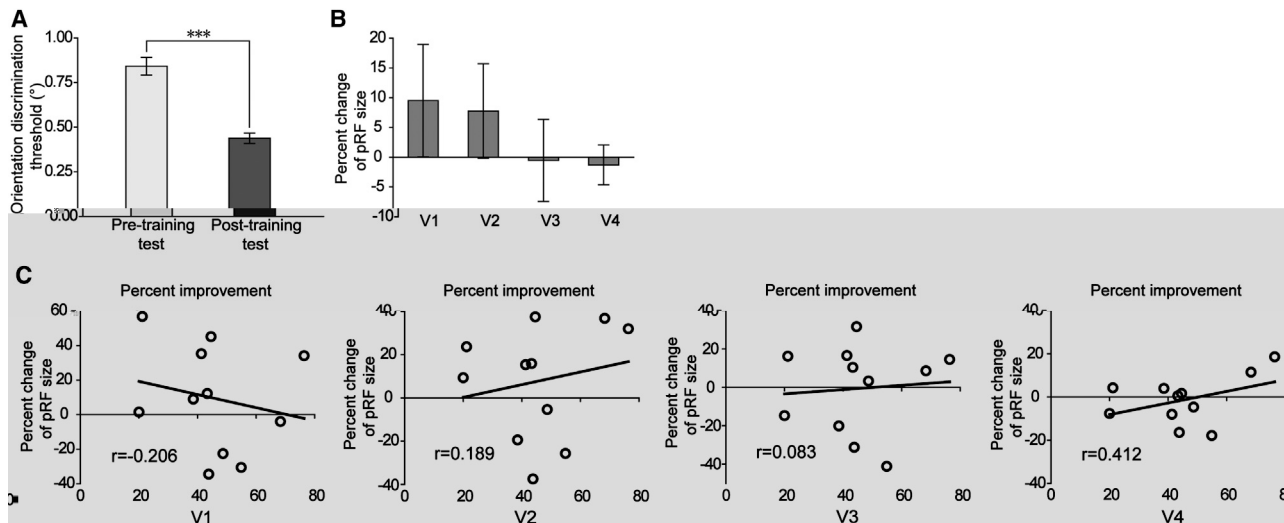 A
Orientation discrimination
threshold (°)
1.00
0.75
0.50
0.25
0.00
***
Pre-training
test
Post-training
test
B
Percent change
of pRF size
20
15
10
5
0
-5
-10
V1
V2
V3
V4
C
Percent improvement
Percent change
of pRF size
60
40
20
0
-20
-40
r=-0.206
0
20
40
60
80
V1
Percent improvement
Percent change
of pRF size
40
20
0
-20
-40
r=0.189
0
20
40
60
80
V2
Percent improvement
Percent change
of pRF size
40
20
0
-20
-40
r=0.083
0
20
40
60
80
V3
Percent improvement
Percent change
of pRF size
40
20
0
-20
-40
r=0.412
0
20
40
60
V4